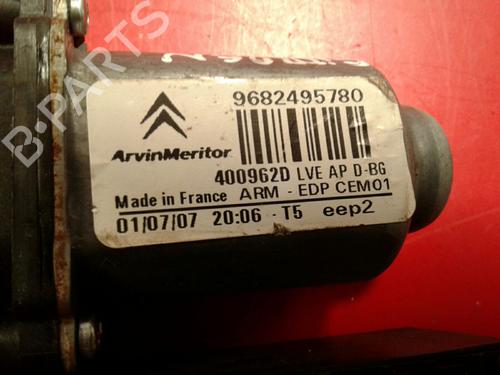 B-PARTS
9682495780
ArvinMeritor
400962D LVE AP D-BG
Made in France ARM - EDP CEM01
01/07/07 20:06 - T5 eep2